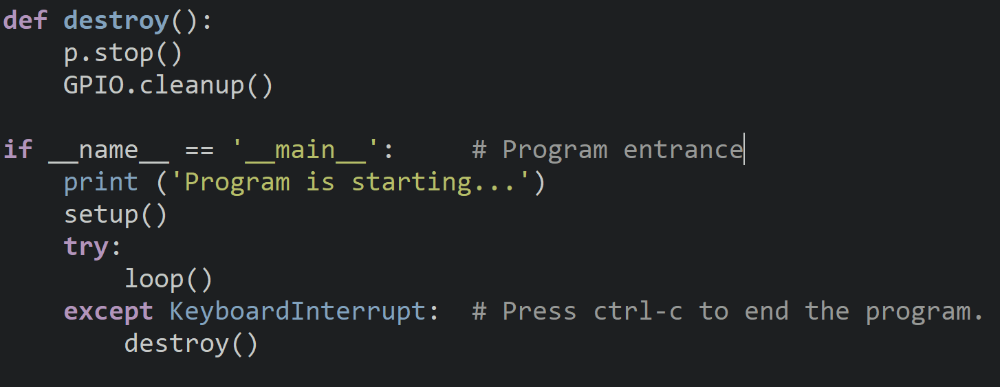 def destroy():
    p.stop()
    GPIO.cleanup()

if __name__ == '__main__':     # Program entrance
    print ('Program is starting...')
    setup()
    try:
        loop()
    except KeyboardInterrupt:  # Press ctrl-c to end the program.
        destroy()